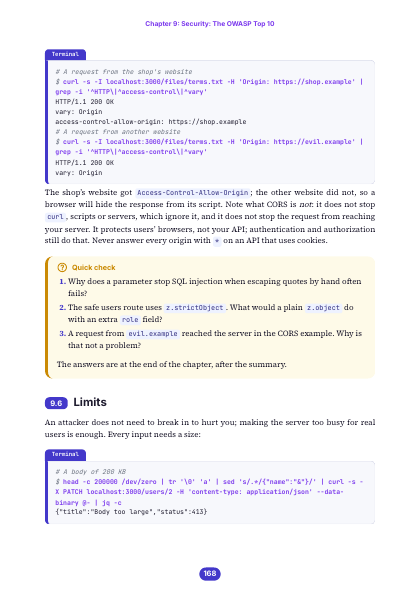 Chapter 9: Security: The OWASP Top 10
Terminal
# A request from the shop's website
$ curl -s -I localhost:3000/files/terms.txt -H 'Origin: https://shop.example' |
grep -i '^HTTP\|^access-control\|^vary'
HTTP/1.1 200 OK
vary: Origin
access-control-allow-origin: https://shop.example
# A request from another website
$ curl -s -I localhost:3000/files/terms.txt -H 'Origin: https://evil.example' |
grep -i '^HTTP\|^access-control\|^vary'
HTTP/1.1 200 OK
vary: Origin
The shop's website got Access-Control-Allow-Origin; the other website did not, so a
browser will hide the response from its script. Note what CORS is not: it does not stop
curl, scripts or servers, which ignore it, and it does not stop the request from reaching
your server. It protects users' browsers, not your API; authentication and authorization
still do that. Never answer every origin with * on an API that uses cookies.
Quick check
1. Why does a parameter stop SQL injection when escaping quotes by hand often
fails?
2. The safe users route uses z.strictObject. What would a plain z.object do
with an extra role field?
3. A request from evil.example reached the server in the CORS example. Why is
that not a problem?
The answers are at the end of the chapter, after the summary.
9.6 Limits
An attacker does not need to break in to hurt you; making the server too busy for real
users is enough. Every input needs a size:
Terminal
# A body of 200 KB
$ head -c 200000 /dev/zero | tr '\0' 'a' | sed 's/.*/{"name":"&"}/' | curl -s -
X PATCH localhost:3000/users/2 -H 'content-type: application/json' --data-
binary @- | jq -c
{"title":"Body too large","status":413}
168